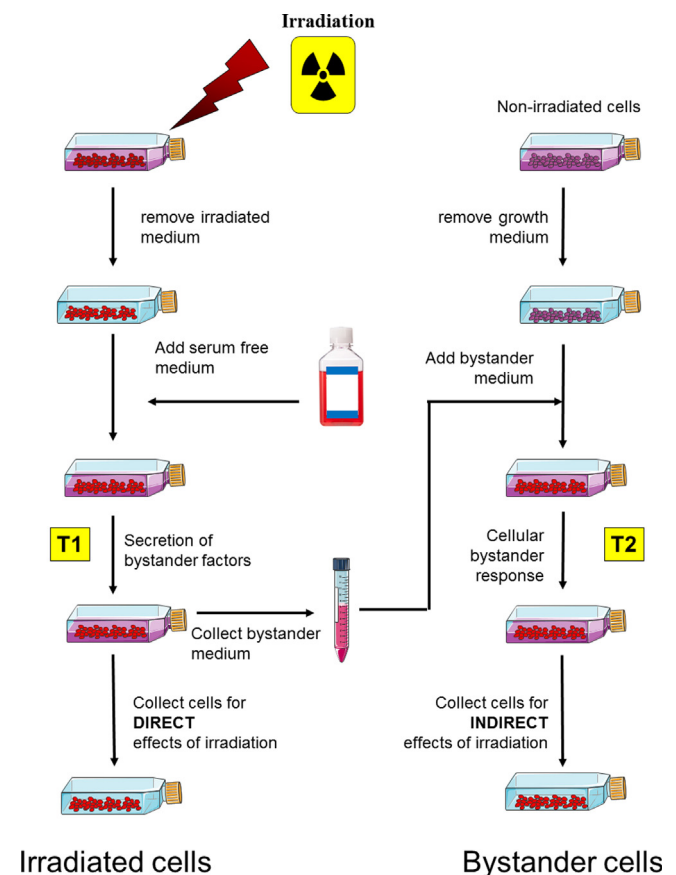 Irradiation
Non-irradiated cells
remove irradiated
medium
remove growth
medium
Add serum free
medium
Add bystander
medium
T1
Secretion of
bystander factors
Cellular
bystander
response
T2
Collect bystander
medium
Collect cells for
DIRECT
effects of irradiation
Collect cells for
INDIRECT
effects of irradiation
Irradiated cells
Bystander cells